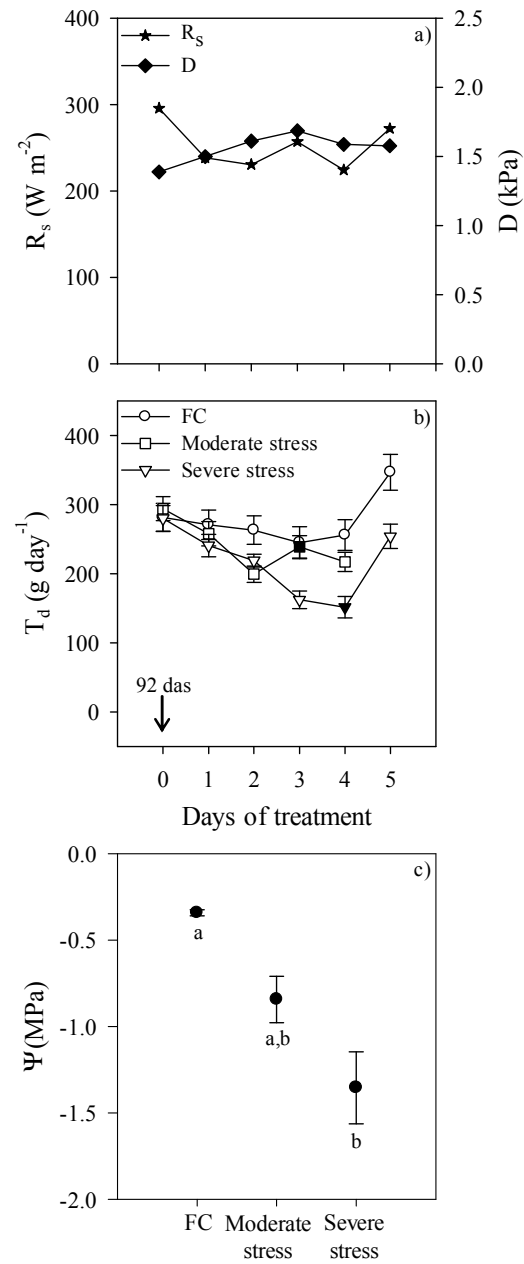 a)
R_s
D
400
300
200
100
0
R_s (W m^-2)
2.5
2.0
1.5
1.0
0.5
0.0
D (kPa)
b)
FC
Moderate stress
Severe stress
400
300
200
100
0
T_d (g day^-1)
92 das
0 1 2 3 4 5
Days of treatment
c)
0.0
-0.5
-1.0
-1.5
-2.0
Ψ(MPa)
a
a,b
b
FC Moderate stress Severe stress